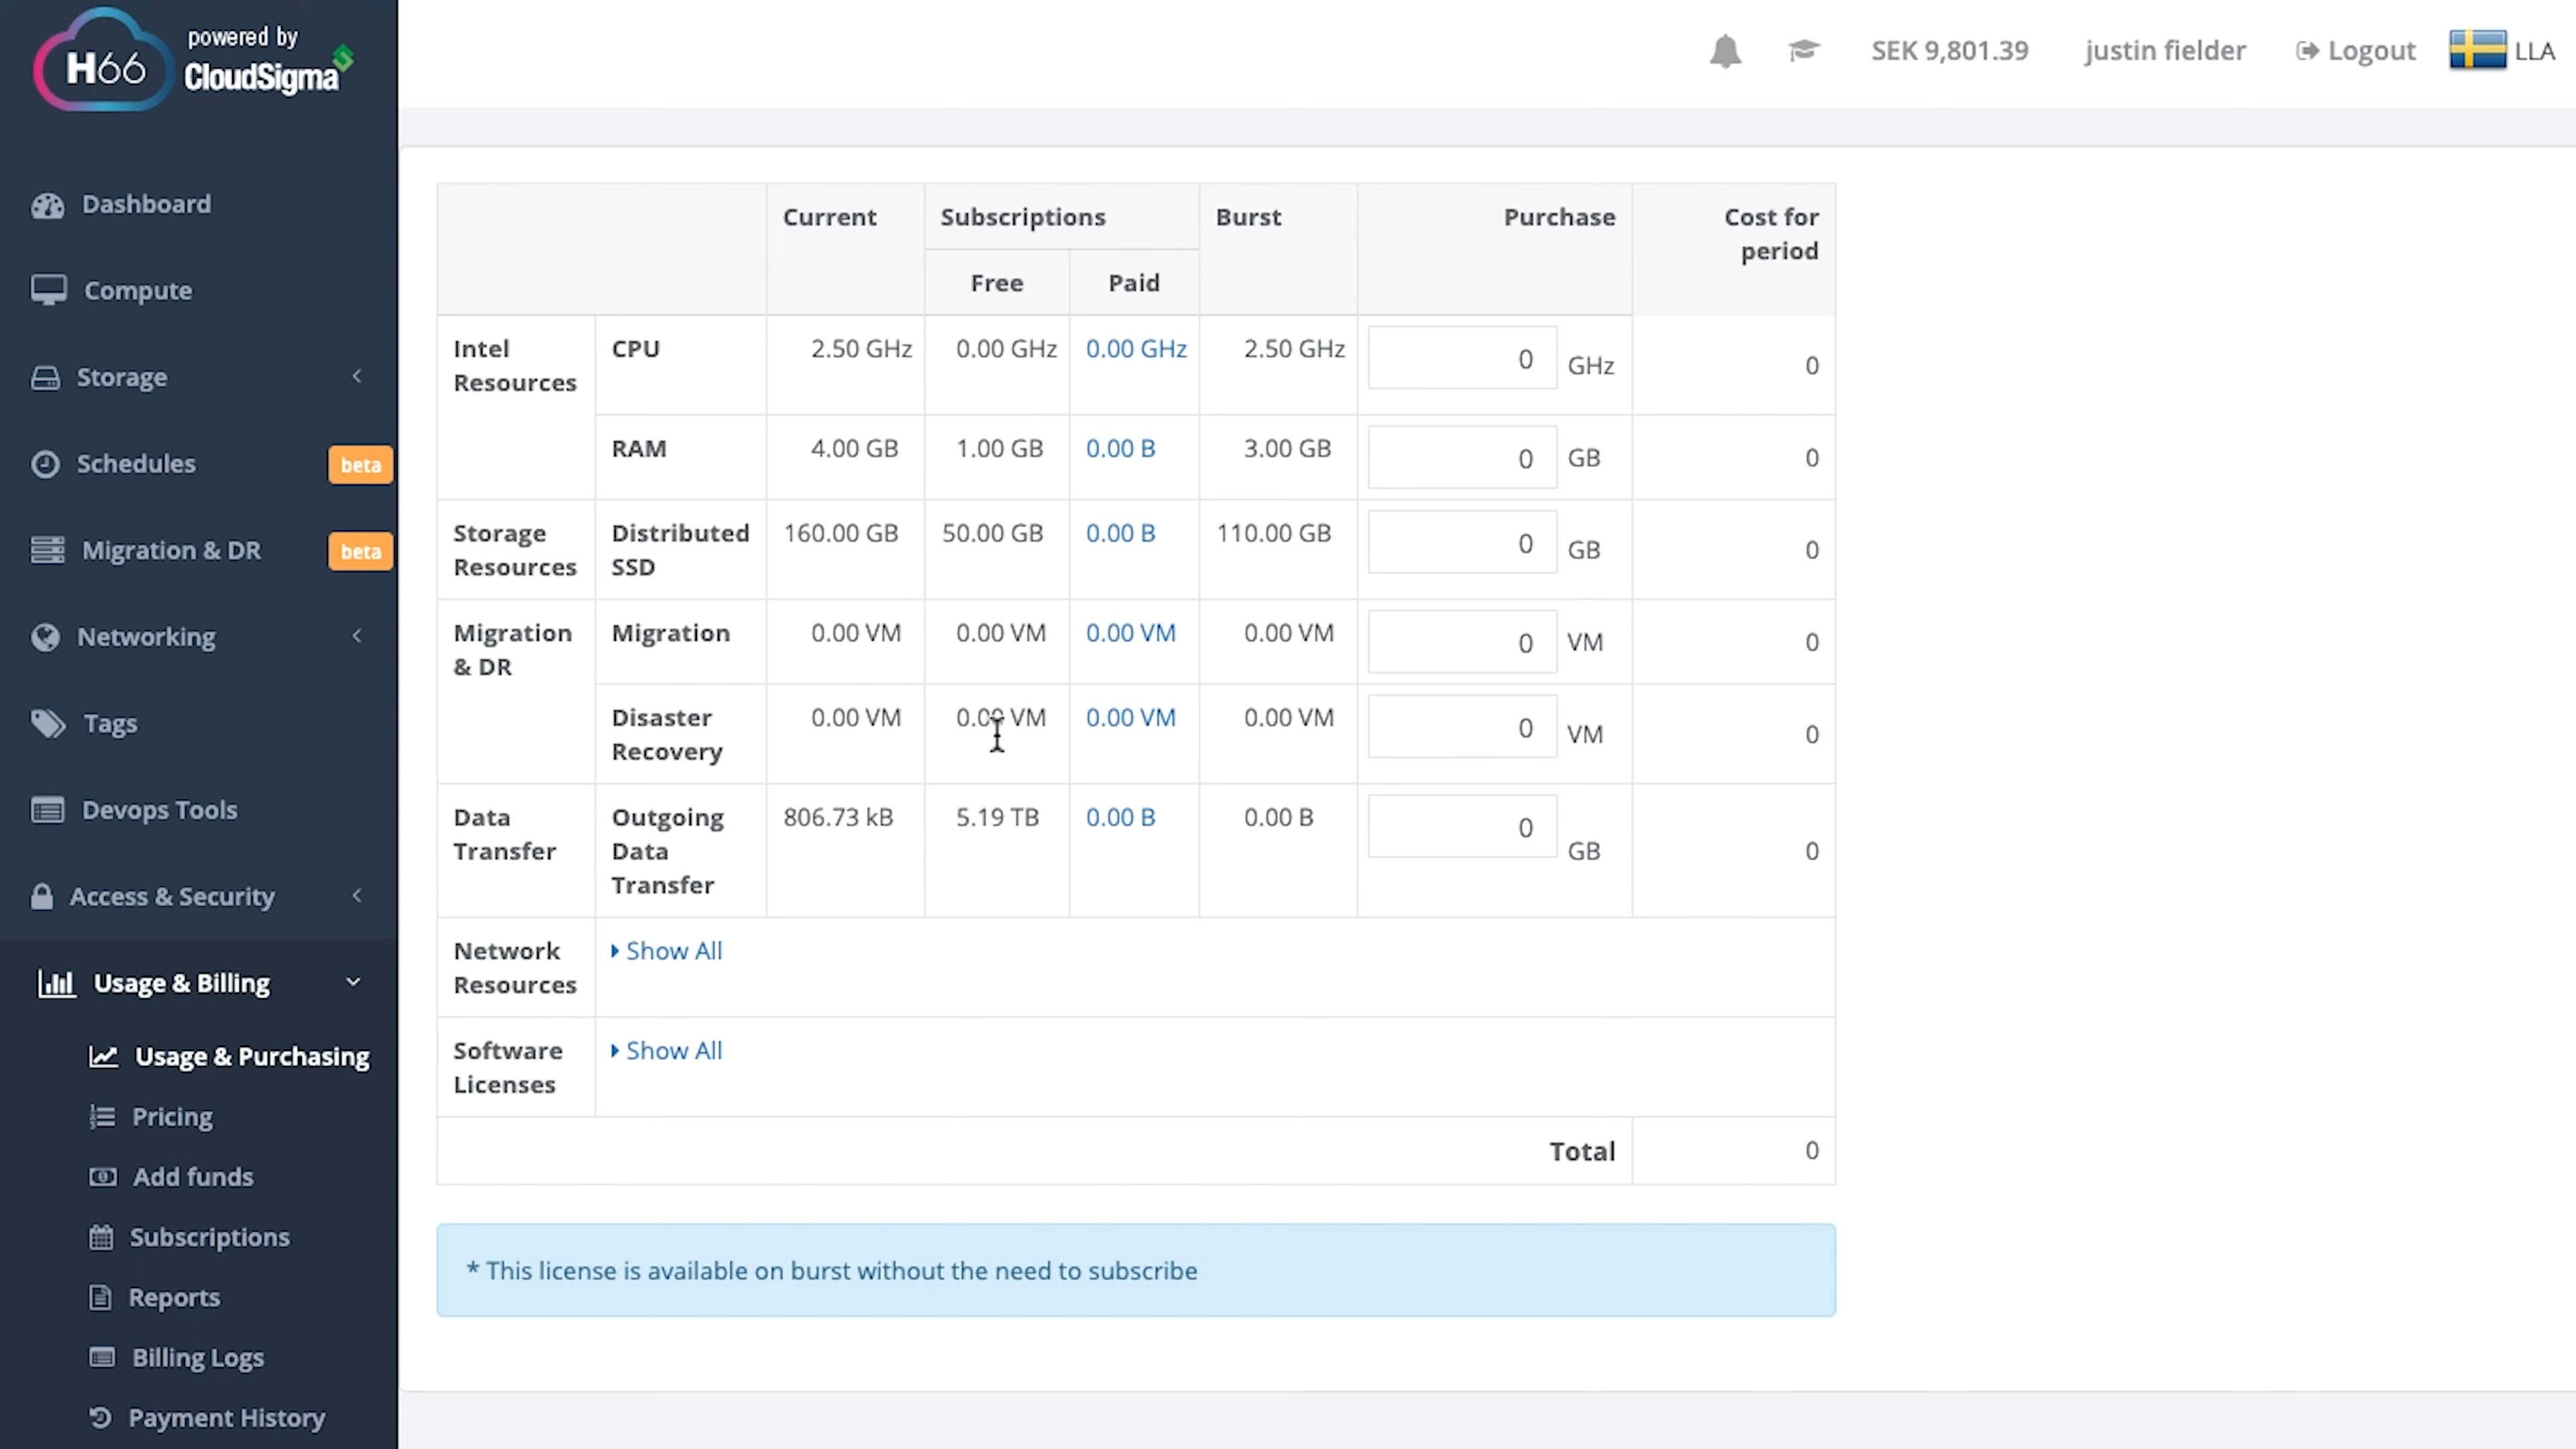 H66
powered by
CloudSigma
SEK 9,801.39
justin fielder
Logout
LLA
Dashboard
Compute
Storage
Schedules
beta
Migration & DR
beta
Networking
Tags
Devops Tools
Access & Security
Usage & Billing
Usage & Purchasing
Pricing
Add funds
Subscriptions
Reports
Billing Logs
Payment History
Current
Subscriptions
Burst
Purchase
Cost for
period
Free
Paid
Intel
Resources
CPU
2.50 GHz
0.00 GHz
0.00 GHz
2.50 GHz
0
GHz
0
RAM
4.00 GB
1.00 GB
0.00 B
3.00 GB
0
GB
0
Storage
Resources
Distributed
SSD
160.00 GB
50.00 GB
0.00 B
110.00 GB
0
GB
0
Migration
& DR
Migration
0.00 VM
0.00 VM
0.00 VM
0.00 VM
0
VM
0
Disaster
Recovery
0.00 VM
0.00 VM
0.00 VM
0.00 VM
0
VM
0
Data
Transfer
Outgoing
Data
Transfer
806.73 kB
5.19 TB
0.00 B
0.00 B
0
GB
0
Network
Resources
Show All
Software
Licenses
Show All
Total
0
* This license is available on burst without the need to subscribe